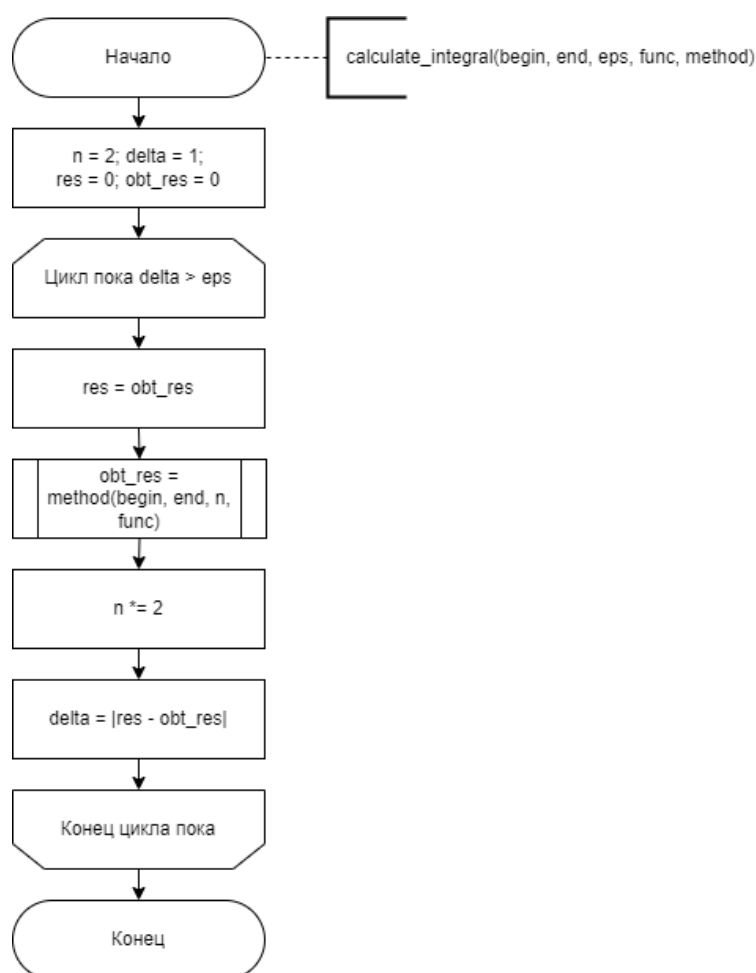 Начало
calculate_integral(begin, end, eps, func, method)
n = 2; delta = 1;
res = 0; obt_res = 0
Цикл пока delta > eps
res = obt_res
obt_res =
method(begin, end, n,
func)
n *= 2
delta = |res - obt_res|
Конец цикла пока
Конец